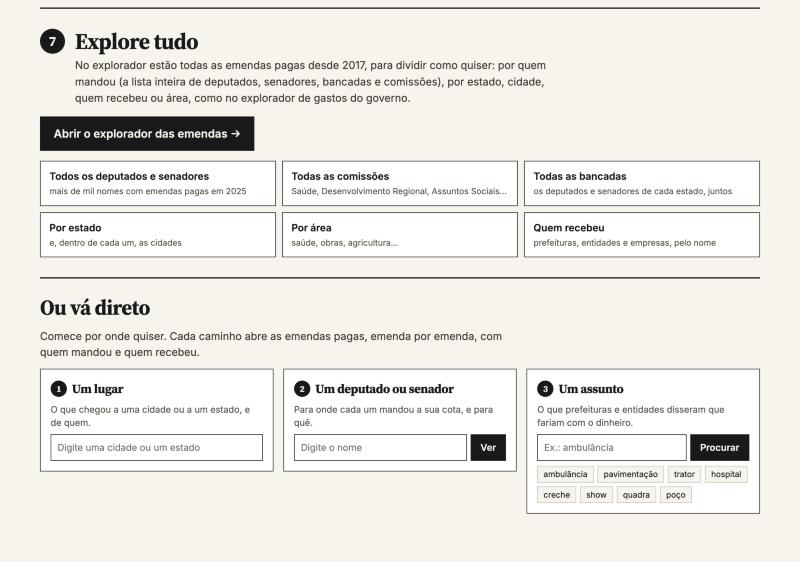 7 Explore tudo
No explorador estão todas as emendas pagas desde 2017, para dividir como quiser: por quem
mandou (a lista inteira de deputados, senadores, bancadas e comissões), por estado, cidade,
quem recebeu ou área, como no explorador de gastos do governo.
Abrir o explorador das emendas →
Todos os deputados e senadores
mais de mil nomes com emendas pagas em 2025
Todas as comissões
Saúde, Desenvolvimento Regional, Assuntos Sociais...
Todas as bancadas
os deputados e senadores de cada estado, juntos
Por estado
e, dentro de cada um, as cidades
Por área
saúde, obras, agricultura...
Quem recebeu
prefeituras, entidades e empresas, pelo nome
Ou vá direto
Comece por onde quiser. Cada caminho abre as emendas pagas, emenda por emenda, com
quem mandou e quem recebeu.
1 Um lugar
O que chegou a uma cidade ou a um estado, e
de quem.
Digite uma cidade ou um estado
2 Um deputado ou senador
Para onde cada um mandou a sua cota, e para
quê.
Digite o nome
Ver
3 Um assunto
O que prefeituras e entidades disseram que
fariam com o dinheiro.
Ex.: ambulância
Procurar
ambulância pavimentação trator hospital
creche show quadra poço